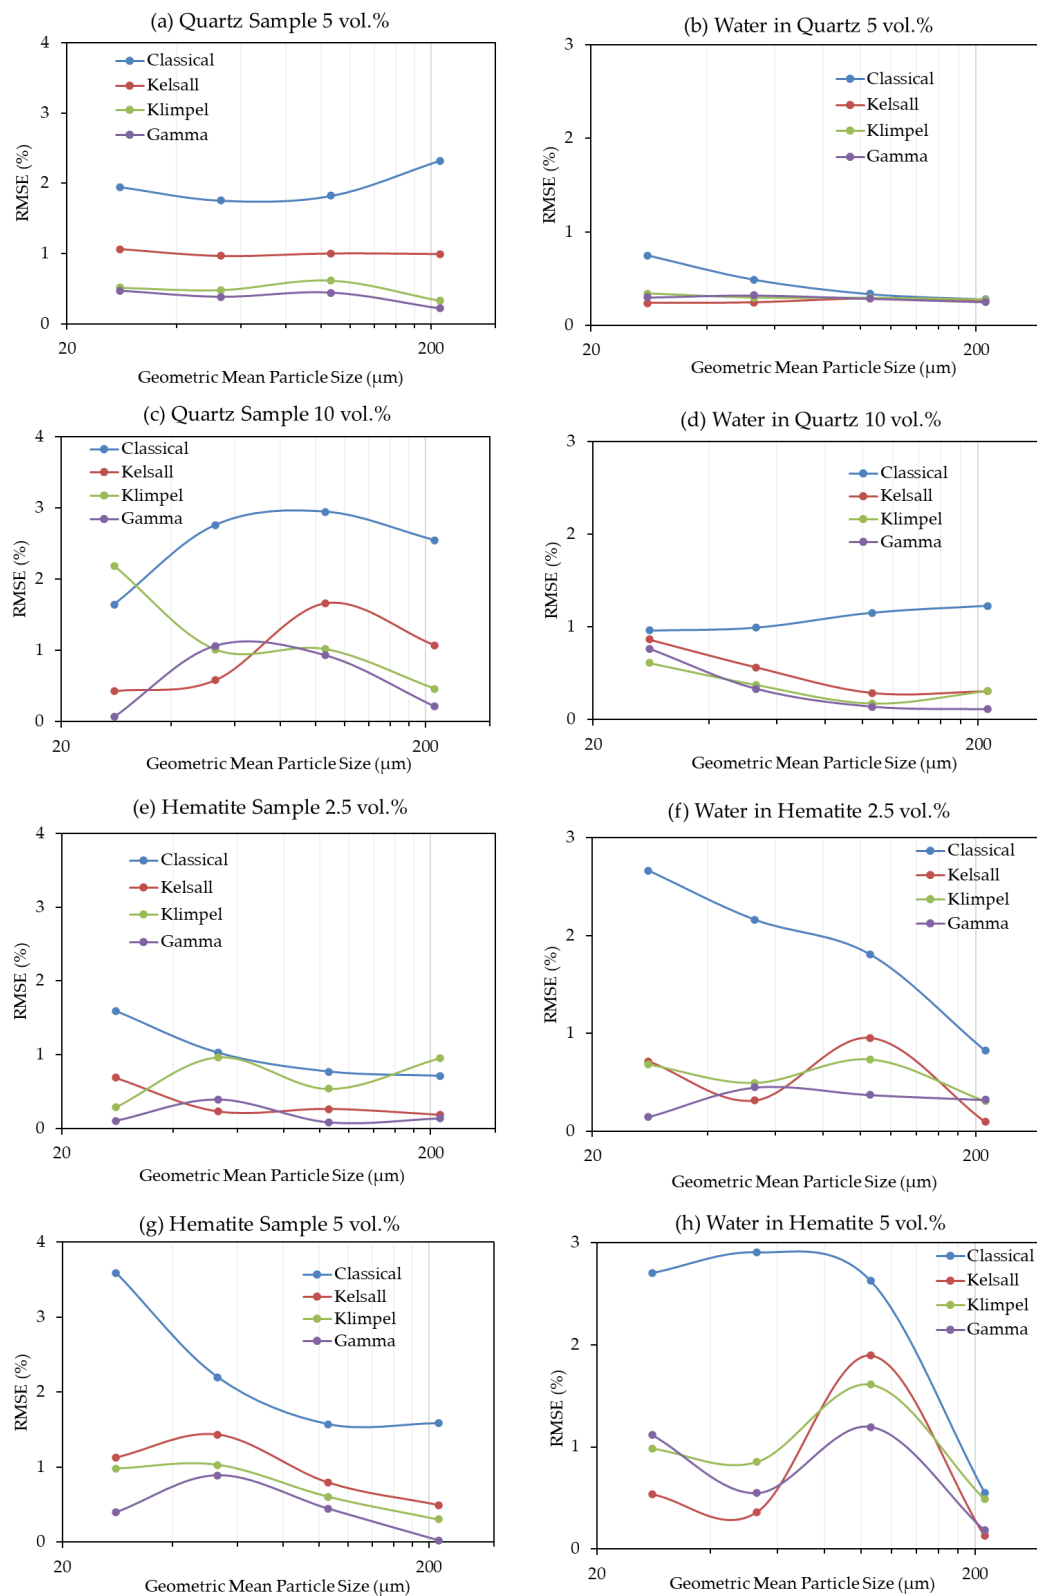 (a) Quartz Sample 5 vol.%
4
3
2
1
0
RMSE (%)
Classical
Kelsall
Klimpel
Gamma
20
200
Geometric Mean Particle Size (µm)
(b) Water in Quartz 5 vol.%
3
2
1
0
RMSE (%)
Classical
Kelsall
Klimpel
Gamma
20
200
Geometric Mean Particle Size (µm)
(c) Quartz Sample 10 vol.%
4
3
2
1
0
RMSE (%)
Classical
Kelsall
Klimpel
Gamma
20
200
Geometric Mean Particle Size (µm)
(d) Water in Quartz 10 vol.%
3
2
1
0
RMSE (%)
Classical
Kelsall
Klimpel
Gamma
20
200
Geometric Mean Particle Size (µm)
(e) Hematite Sample 2.5 vol.%
4
3
2
1
0
RMSE (%)
Classical
Kelsall
Klimpel
Gamma
20
200
Geometric Mean Particle Size (µm)
(f) Water in Hematite 2.5 vol.%
3
2
1
0
RMSE (%)
Classical
Kelsall
Klimpel
Gamma
20
200
Geometric Mean Particle Size (µm)
(g) Hematite Sample 5 vol.%
4
3
2
1
0
RMSE (%)
Classical
Kelsall
Klimpel
Gamma
20
200
Geometric Mean Particle Size (µm)
(h) Water in Hematite 5 vol.%
3
2
1
0
RMSE (%)
Classical
Kelsall
Klimpel
Gamma
20
200
Geometric Mean Particle Size (µm)